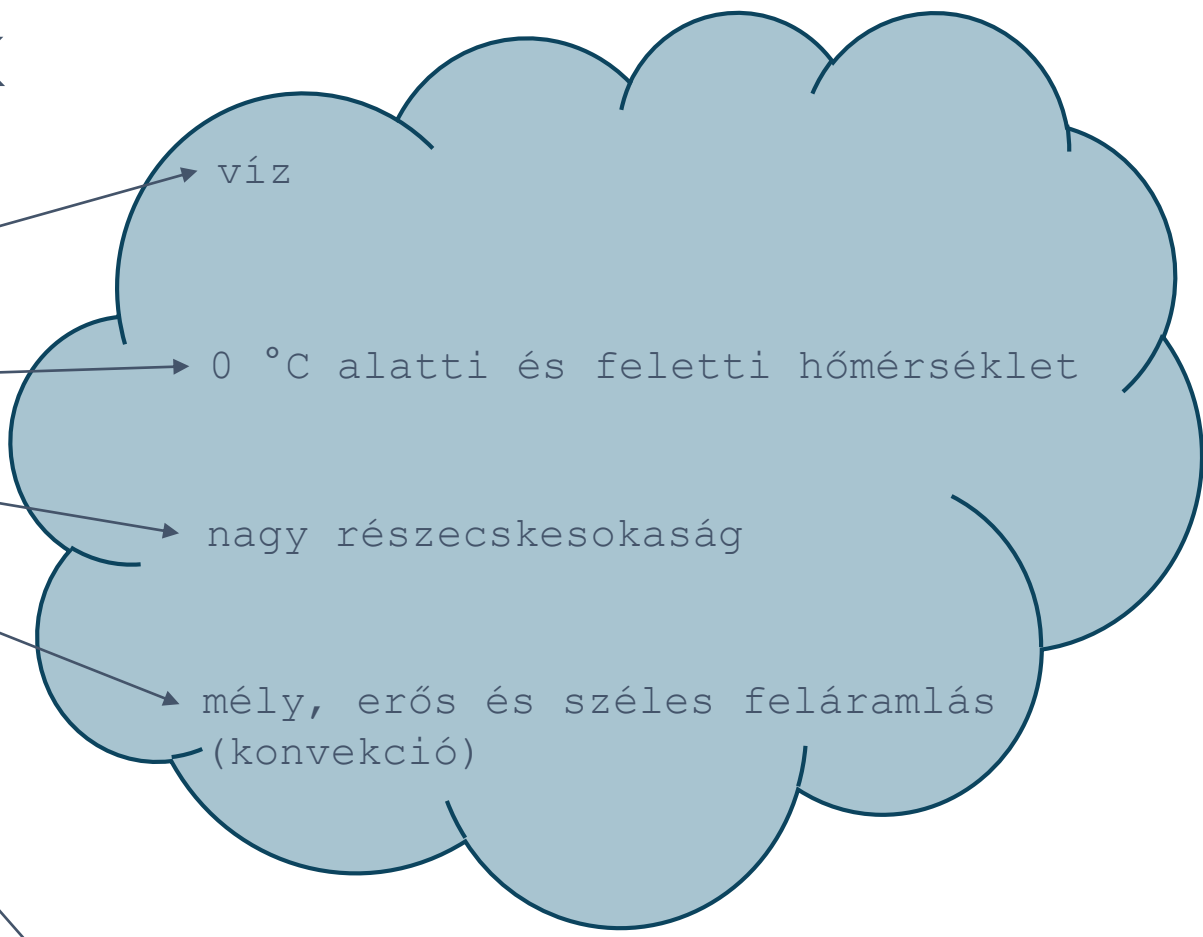 víz
0 °C alatti és feletti hőmérséklet
nagy részecskesokaság
mély, erős és széles feláramlás
(konvekció)